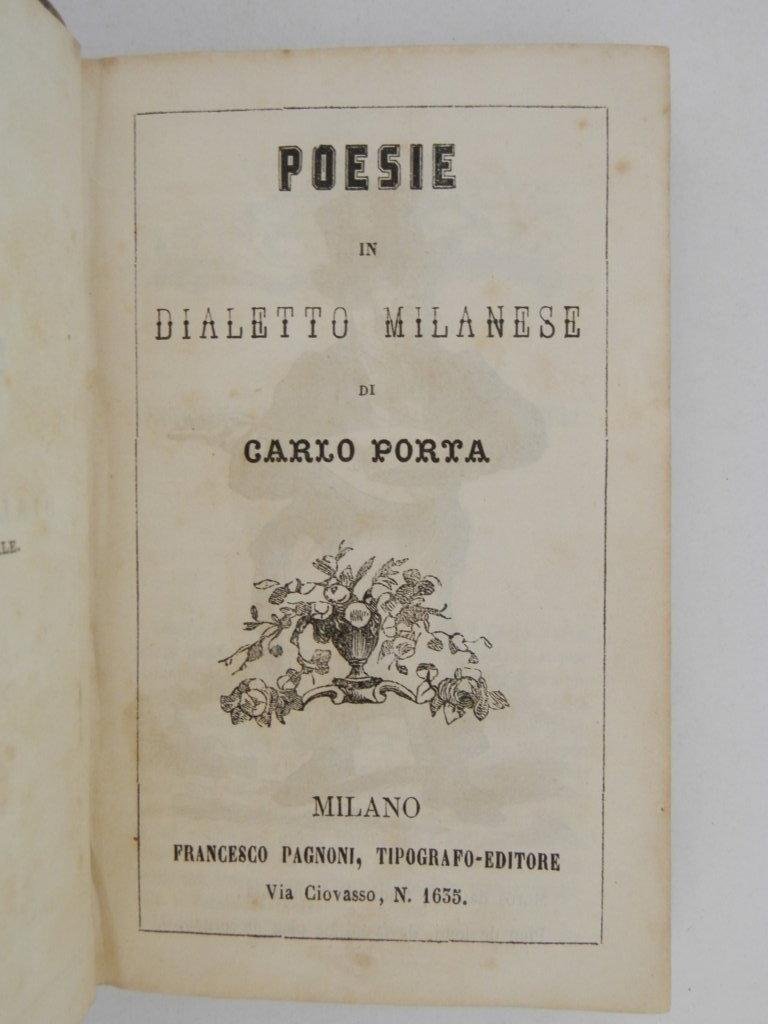 POESIE
IN
DIALETTO MILANESE
DI
CARLO PORTA
MILANO
FRANCESCO PAGNONI, TIPOGRAFO-EDITORE
Via Ciovasso, N. 1635.